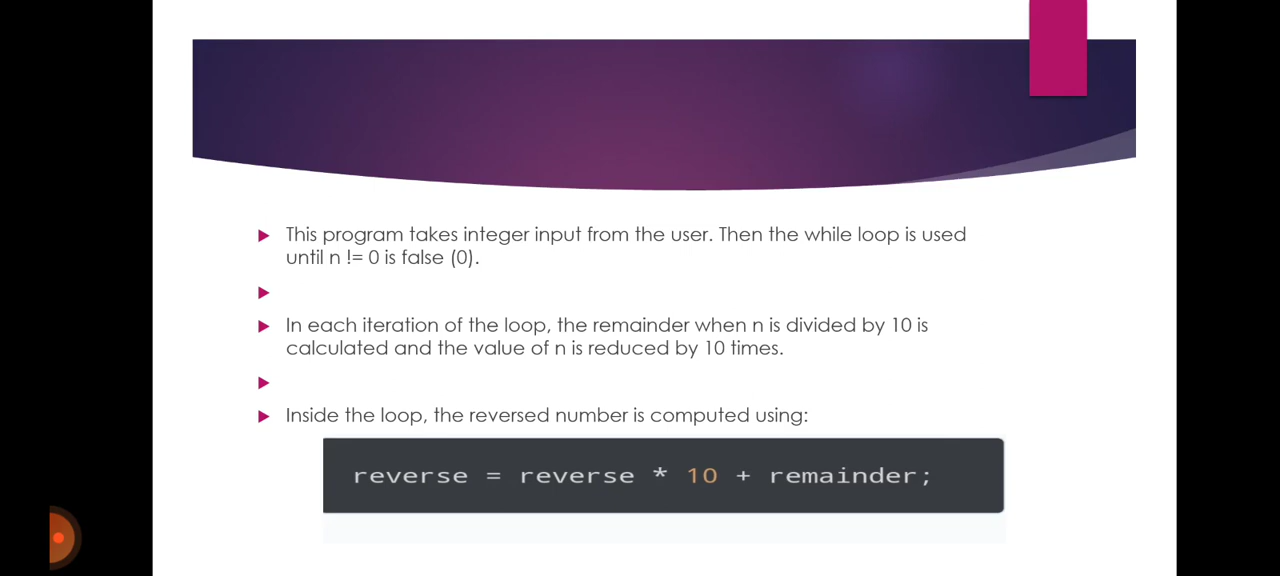 This program takes integer input from the user. Then the while loop is used
until n != 0 is false (0).
In each iteration of the loop, the remainder when n is divided by 10 is
calculated and the value of n is reduced by 10 times.
Inside the loop, the reversed number is computed using:
reverse = reverse * 10 + remainder;